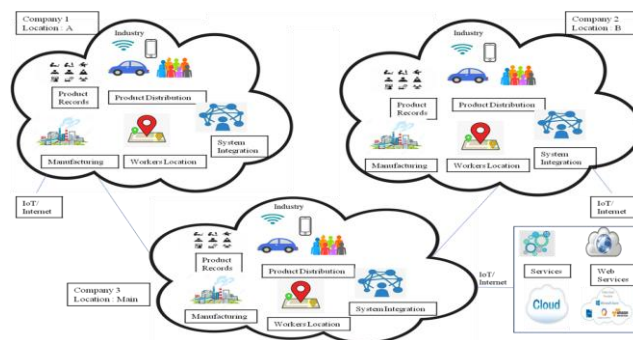 Company 1
Location : A
Industry
Product
Records
Product Distribution
System
Integration
Manufacturing
Workers Location
IoT/
Internet
Company 2
Location : B
Industry
Product
Records
Product Distribution
System
Integration
Manufacturing
Workers Location
IoT/
Internet
Company 3
Location : Main
Industry
Product
Records
Product Distribution
Manufacturing
Workers Location
System Integration
IoT/
Internet
Services
Web
Services
Cloud